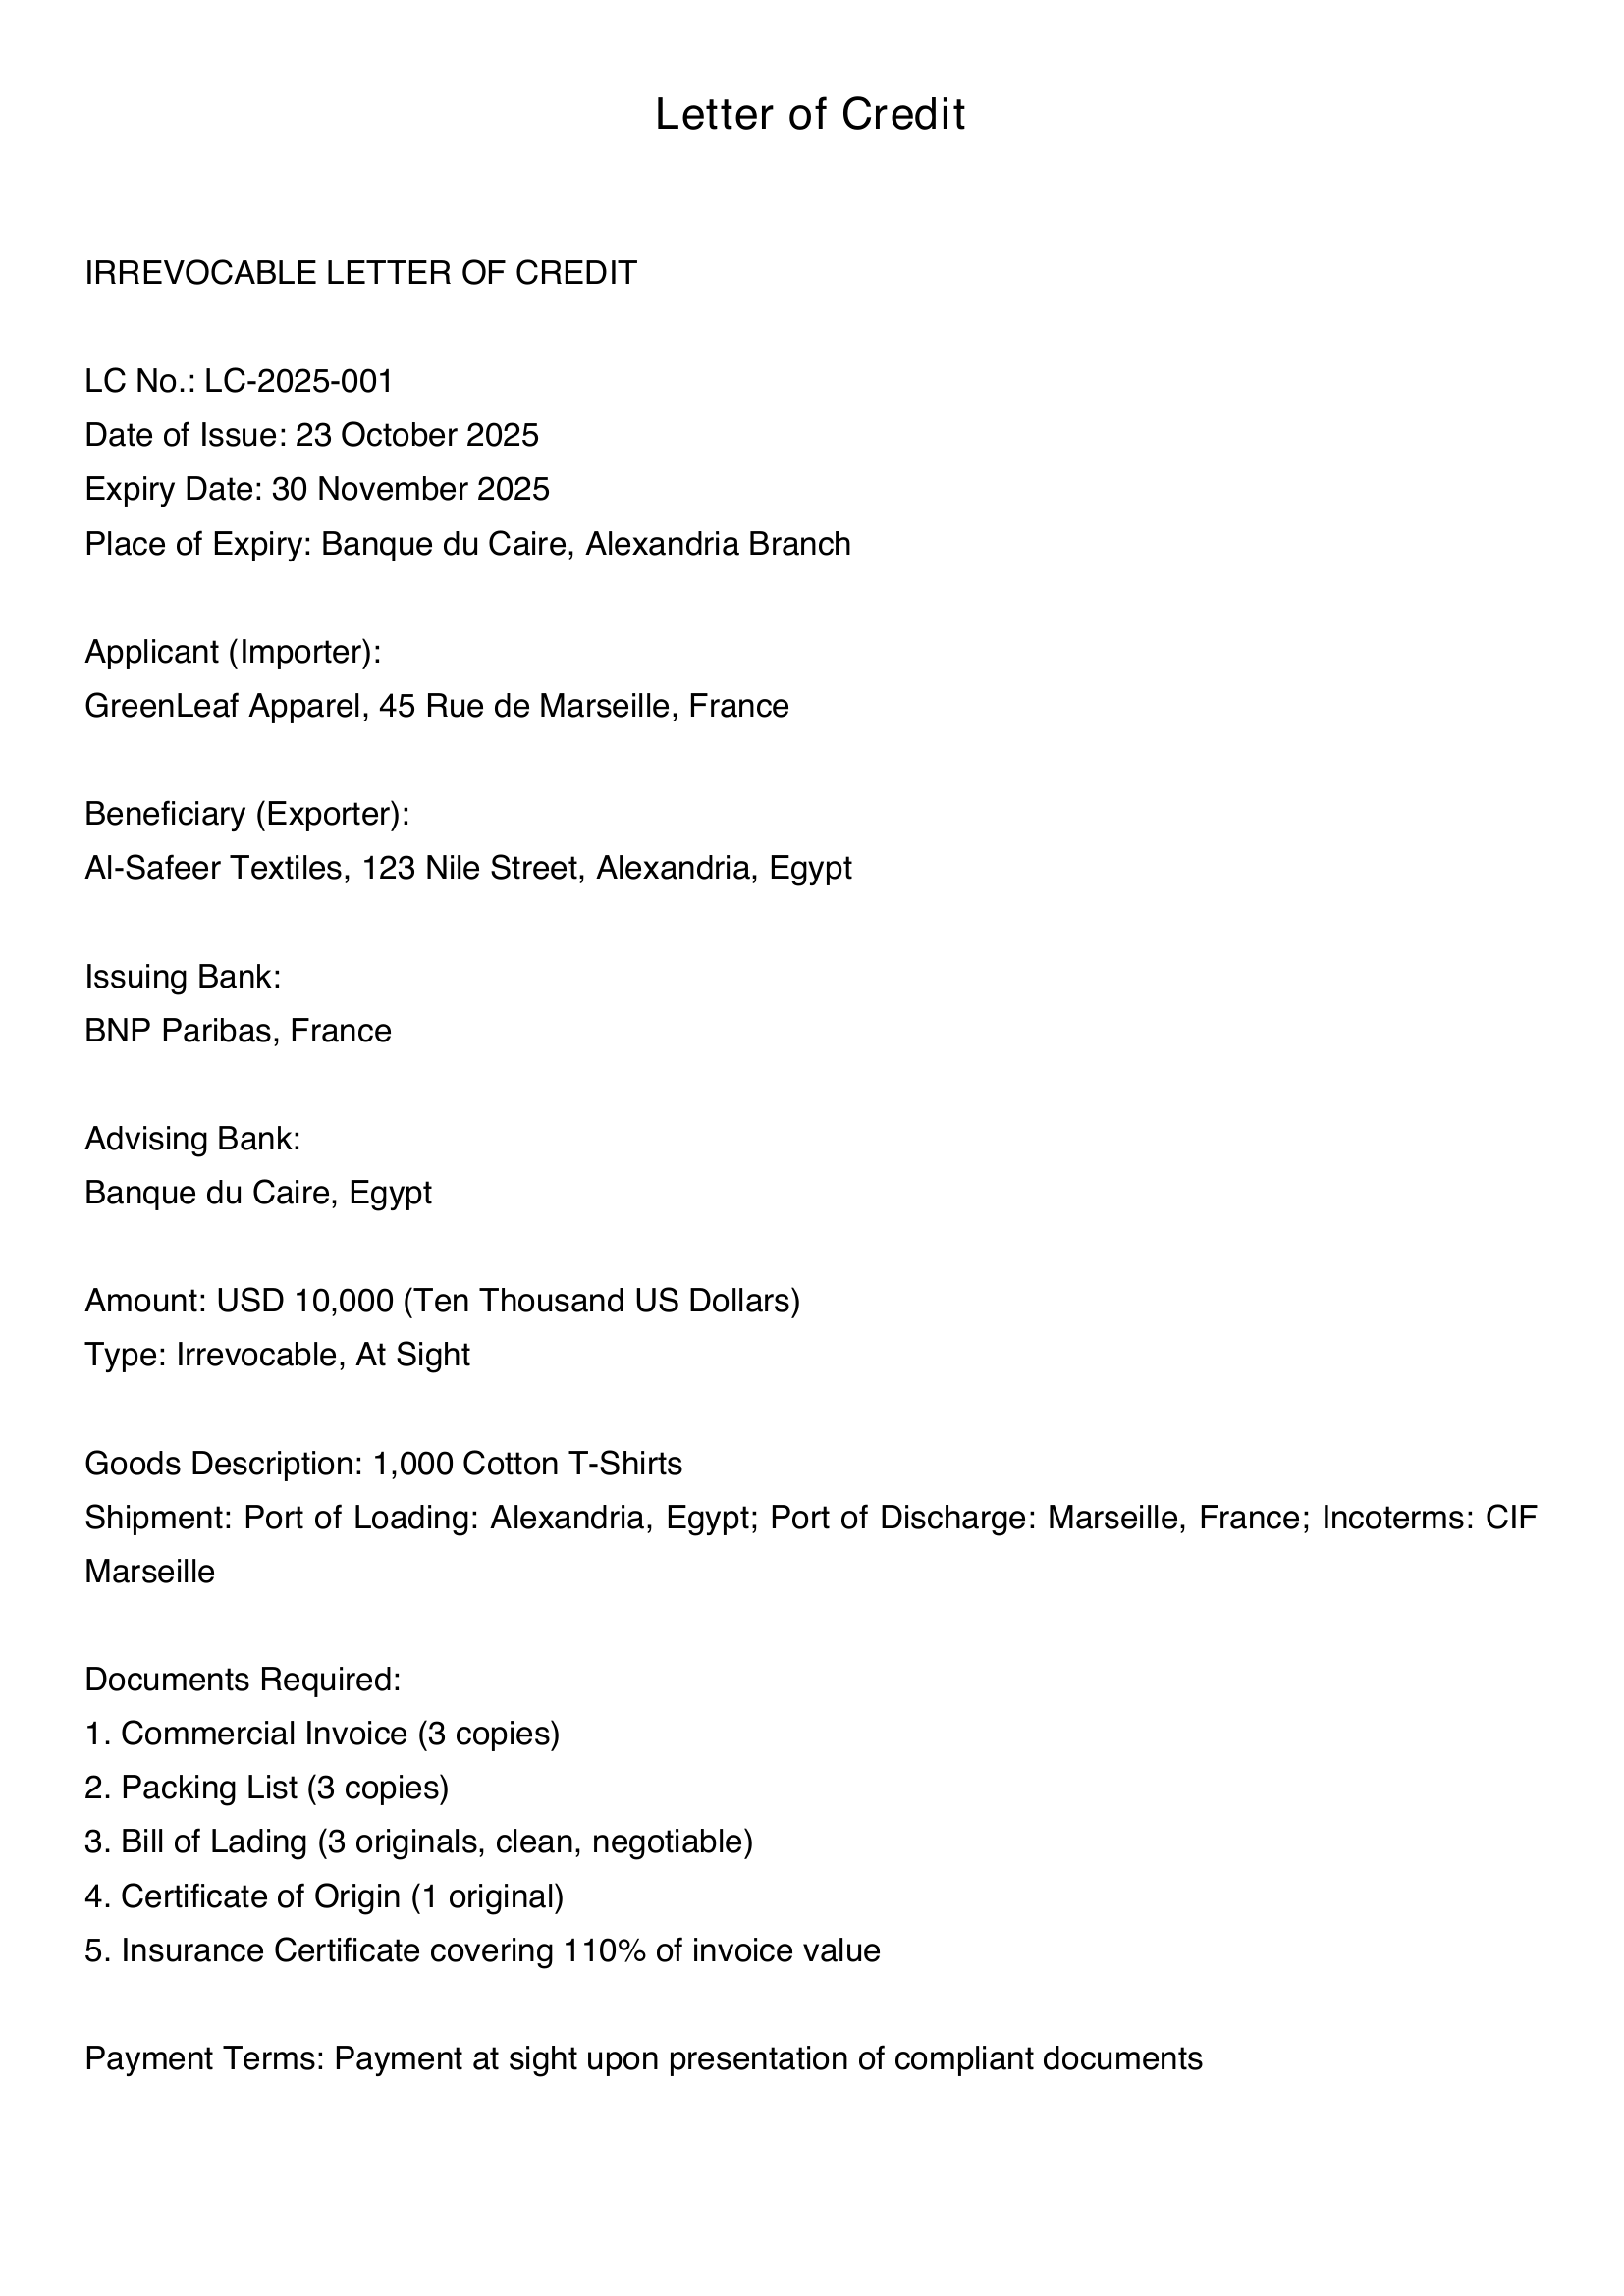 Letter of Credit
IRREVOCABLE LETTER OF CREDIT
LC No.: LC-2025-001
Date of Issue: 23 October 2025
Expiry Date: 30 November 2025
Place of Expiry: Banque du Caire, Alexandria Branch
Applicant (Importer):
GreenLeaf Apparel, 45 Rue de Marseille, France
Beneficiary (Exporter):
Al-Safeer Textiles, 123 Nile Street, Alexandria, Egypt
Issuing Bank:
BNP Paribas, France
Advising Bank:
Banque du Caire, Egypt
Amount: USD 10,000 (Ten Thousand US Dollars)
Type: Irrevocable, At Sight
Goods Description: 1,000 Cotton T-Shirts
Shipment: Port of Loading: Alexandria, Egypt; Port of Discharge: Marseille, France; Incoterms: CIF
Marseille
Documents Required:
1. Commercial Invoice (3 copies)
2. Packing List (3 copies)
3. Bill of Lading (3 originals, clean, negotiable)
4. Certificate of Origin (1 original)
5. Insurance Certificate covering 110% of invoice value
Payment Terms: Payment at sight upon presentation of compliant documents